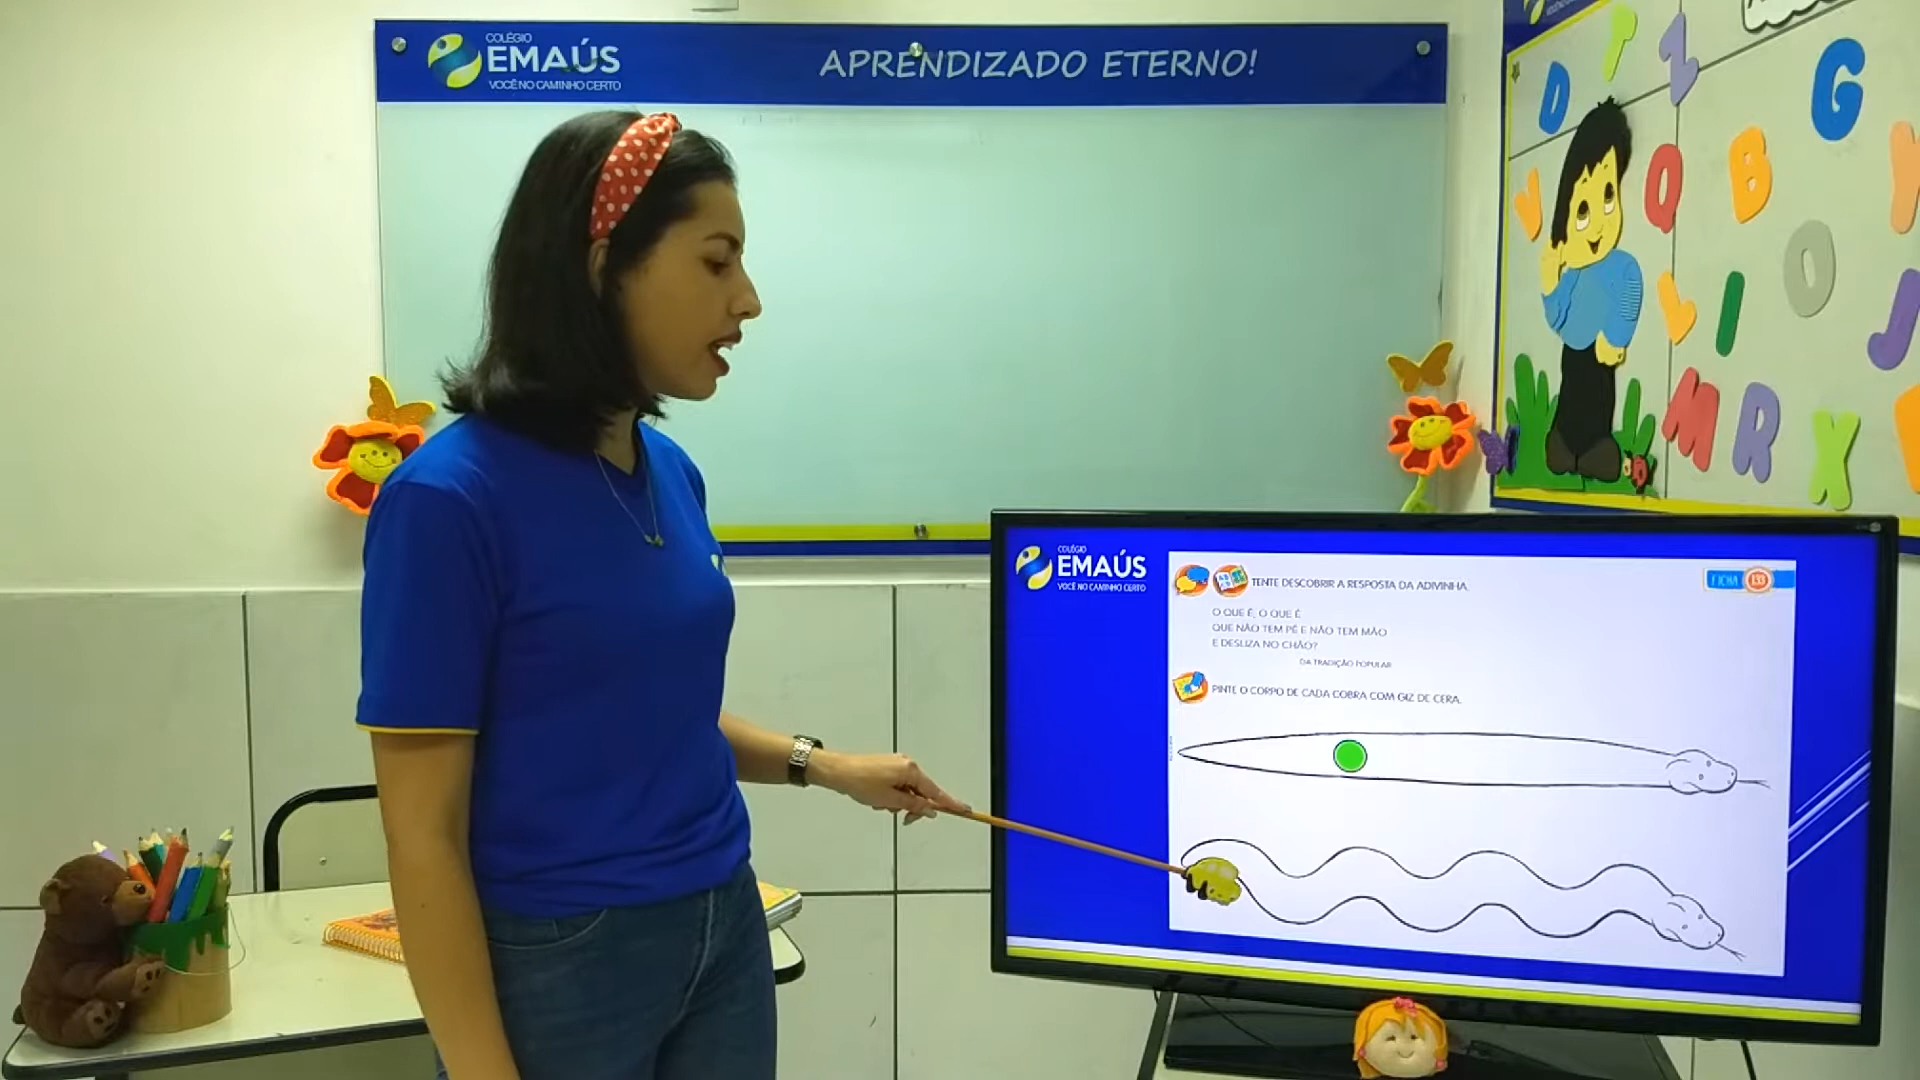 COLÉGIO
EMAÚS
VOCÊ NO CAMINHO CERTO
APRENDIZADO ETERNO!
T
Z
G
D
Q
B
Y
V
O
L
I
J
M
R
X
COLÉGIO
EMAÚS
VOCÊ NO CAMINHO CERTO
TENTE DESCOBRIR A RESPOSTA DA ADIVINHA.
FICHA 133
O QUE É, O QUE É
QUE NÃO TEM PÉ E NÃO TEM MÃO
E DESLIZA NO CHÃO?
DA TRADIÇÃO POPULAR
PINTE O CORPO DE CADA COBRA COM GIZ DE CERA.